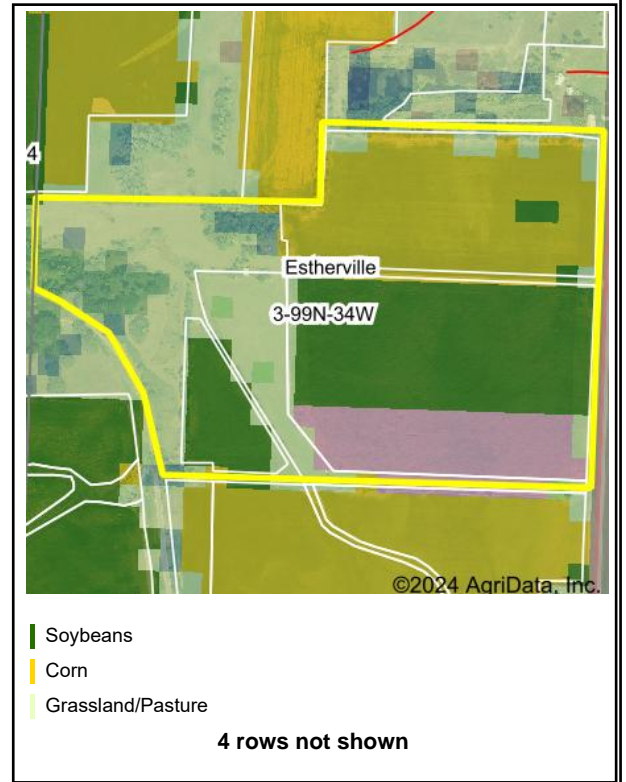 4
Estherville
3-99N-34W
©2024 AgriData, Inc.
Soybeans
Corn
Grassland/Pasture
4 rows not shown